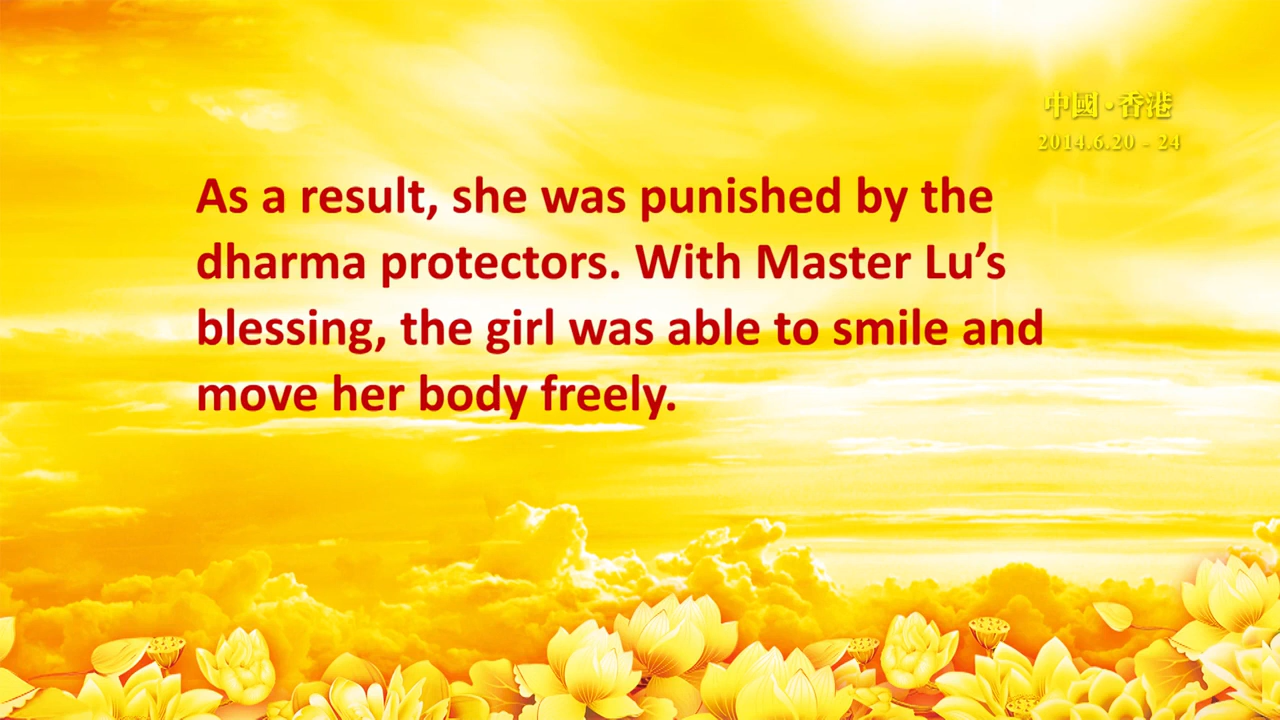 中國·香港
2014.6.20 - 24
As a result, she was punished by the
dharma protectors. With Master Lu’s
blessing, the girl was able to smile and
move her body freely.